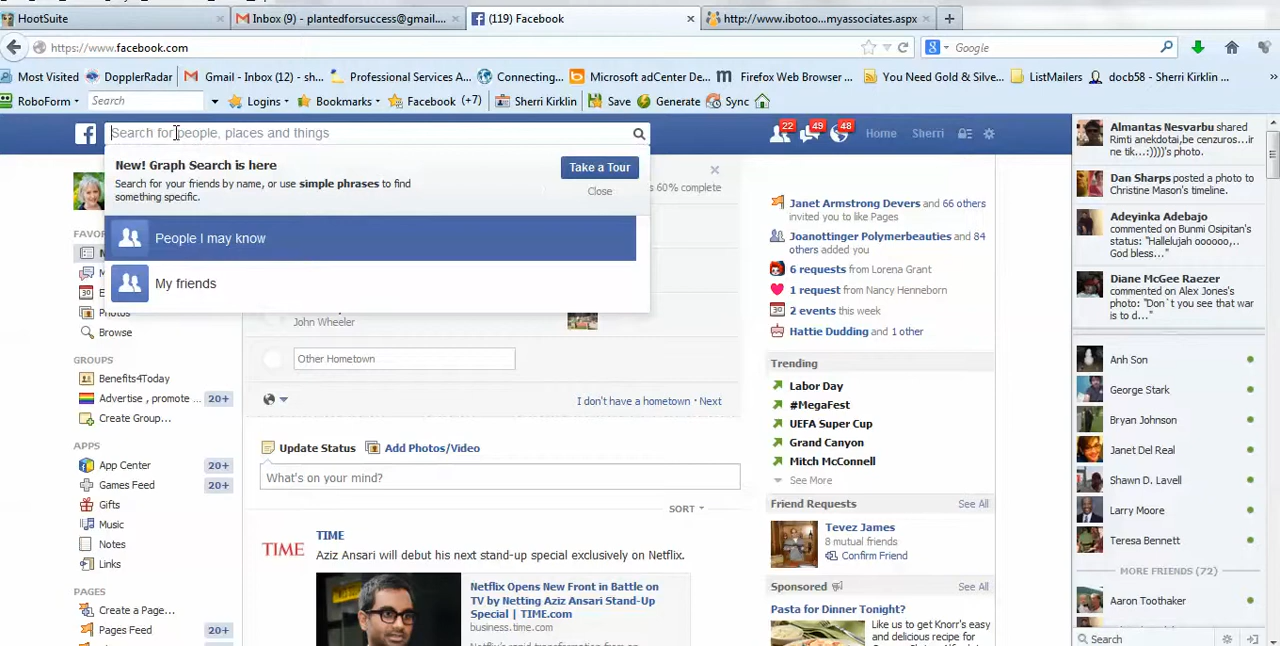 HootSuite
Inbox (9) - plantedforsuccess@gmail....
(119) Facebook
http://www.ibotoo...myassociates.aspx
https://www.facebook.com
Google
Most Visited
DopplerRadar
Gmail - Inbox (12) - sh...
Professional Services A...
Connecting...
Microsoft adCenter De...
Firefox Web Browser ...
You Need Gold & Silve...
ListMailers
docb58 - Sherri Kirklin ...
RoboForm
Search
Logins
Bookmarks
Facebook (+7)
Sherri Kirklin
Save
Generate
Sync
Search for people, places and things
22
49
48
Home
Sherri
New! Graph Search is here
Search for your friends by name, or use simple phrases to find
something specific.
Take a Tour
Close
People I may know
My friends
s 60% complete
FAVO
Photos
Browse
John Wheeler
Other Hometown
I don't have a hometown · Next
GROUPS
Benefits4Today
Advertise , promote ... 20+
Create Group...
APPS
App Center 20+
Games Feed 20+
Gifts
Music
Notes
Links
PAGES
Create a Page...
Pages Feed 20+
Update Status
Add Photos/Video
What's on your mind?
SORT
TIME
TIME
Aziz Ansari will debut his next stand-up special exclusively on Netflix.
Netflix Opens New Front in Battle on
TV by Netting Aziz Ansari Stand-Up
Special | TIME.com
business.time.com
Janet Armstrong Devers and 66 others
invited you to like Pages
Joanottinger Polymerbeauties and 84
others added you
6 requests from Lorena Grant
1 request from Nancy Henneborn
2 events this week
Hattie Dudding and 1 other
Trending
Labor Day
#MegaFest
UEFA Super Cup
Grand Canyon
Mitch McConnell
See More
Friend Requests
See All
Tevez James
8 mutual friends
Confirm Friend
Sponsored
See All
Pasta for Dinner Tonight?
Like us to get Knorr's easy
and delicious recipe for
Almantas Nesvarbu shared
Rimti anekdotai,be cenzuros...ir
ne tik...:))))'s photo.
Dan Sharps posted a photo to
Christine Mason's timeline.
Adeyinka Adebajo
commented on Bunmi Osipitan's
status: "Hallelujah oooooo,..
God bless..."
Diane McGee Raezer
commented on Alex Jones's
photo: "Don`t you see that war
is to d..."
Anh Son
George Stark
Bryan Johnson
Janet Del Real
Shawn D. Lavell
Larry Moore
Teresa Bennett
MORE FRIENDS (72)
Aaron Toothaker
Search